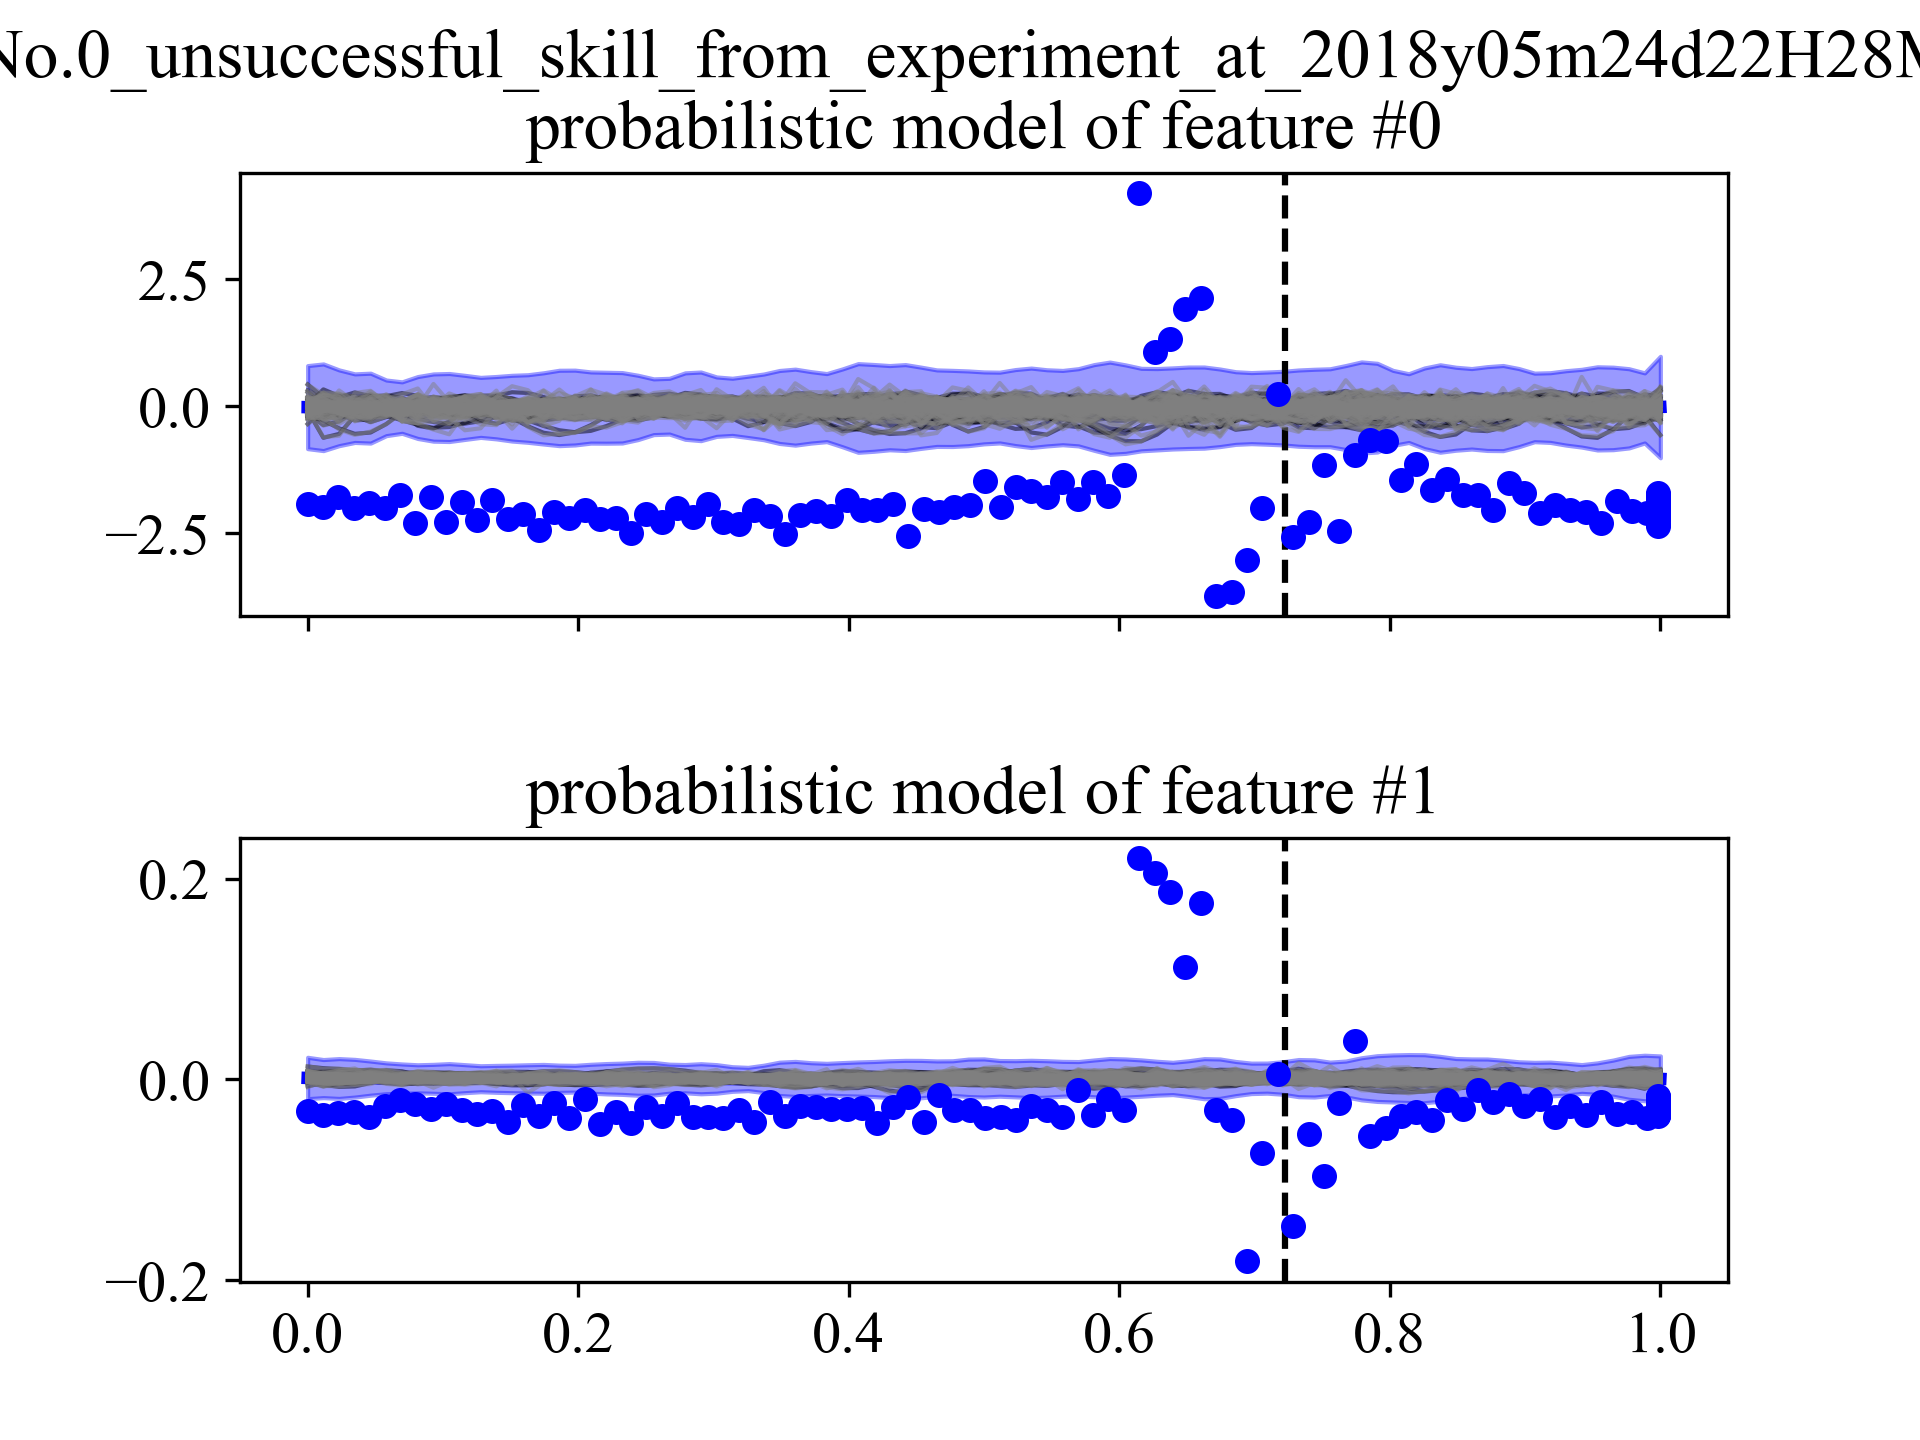 No.0_unsuccessful_skill_from_experiment_at_2018y05m24d22H28M
probabilistic model of feature #0
2.5
0.0
−2.5
probabilistic model of feature #1
0.2
0.0
−0.2
0.0 0.2 0.4 0.6 0.8 1.0